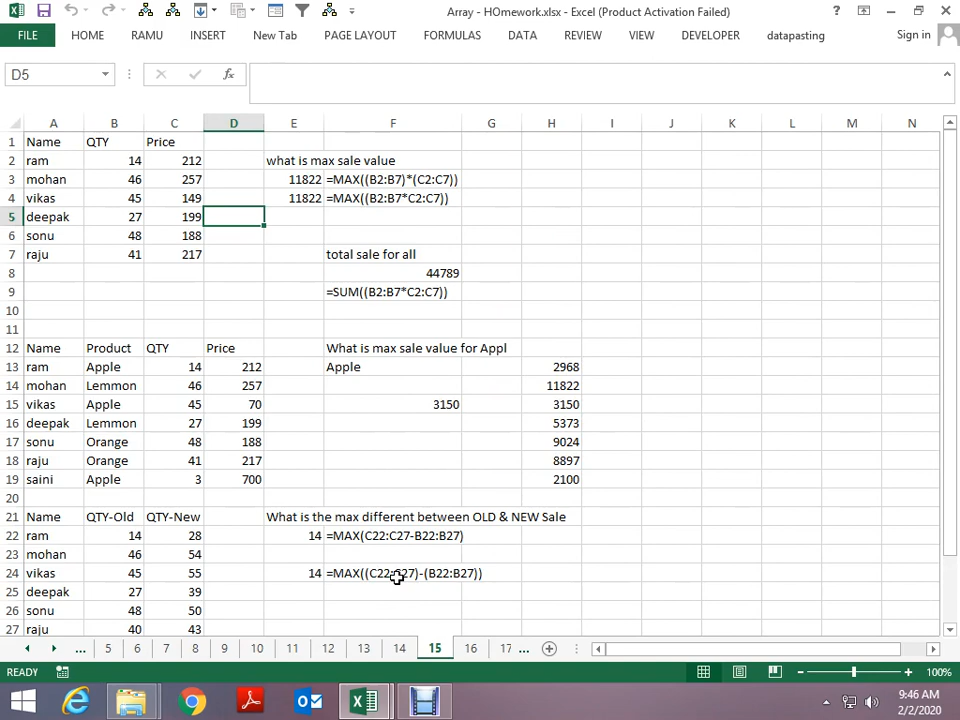 Array - HOmework.xlsx - Excel (Product Activation Failed)
FILE HOME RAMU INSERT New Tab PAGE LAYOUT FORMULAS DATA REVIEW VIEW DEVELOPER datapasting Sign in
D5 fx
A B C D E F G H I J K L M N
1 Name QTY Price
2 ram 14 212 what is max sale value
3 mohan 46 257 11822 =MAX((B2:B7)*(C2:C7))
4 vikas 45 149 11822 =MAX((B2:B7*C2:C7))
5 deepak 27 199
6 sonu 48 188
7 raju 41 217 total sale for all
8 44789
9 =SUM((B2:B7*C2:C7))
10
11
12 Name Product QTY Price What is max sale value for Appl
13 ram Apple 14 212 Apple 2968
14 mohan Lemmon 46 257 11822
15 vikas Apple 45 70 3150 3150
16 deepak Lemmon 27 199 5373
17 sonu Orange 48 188 9024
18 raju Orange 41 217 8897
19 saini Apple 3 700 2100
20
21 Name QTY-Old QTY-New What is the max different between OLD & NEW Sale
22 ram 14 28 14 =MAX(C22:C27-B22:B27)
23 mohan 46 54
24 vikas 45 55 14 =MAX((C22:C27)-(B22:B27))
25 deepak 27 39
26 sonu 48 50
27 raju 40 43
... 5 6 7 8 9 10 11 12 13 14 15 16 17 ...
READY 100%
9:46 AM
2/2/2020